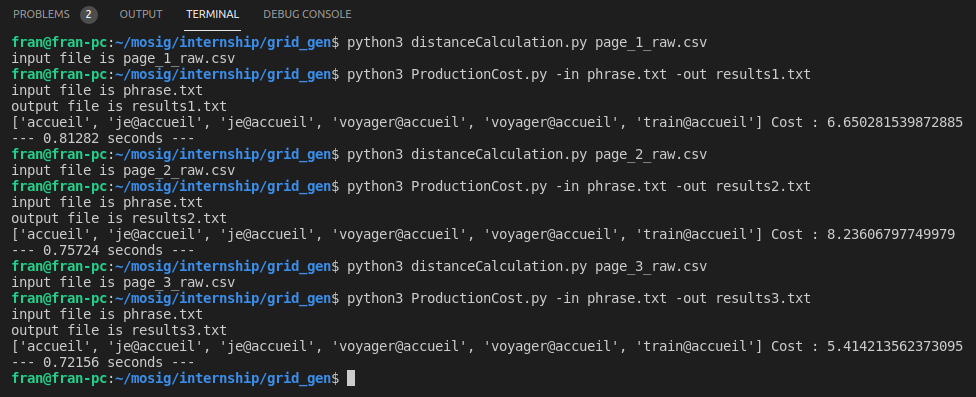 PROBLEMS 2 OUTPUT TERMINAL DEBUG CONSOLE
fran@fran-pc:~/mosig/internship/grid_gen$ python3 distanceCalculation.py page_1_raw.csv
input file is page_1_raw.csv
fran@fran-pc:~/mosig/internship/grid_gen$ python3 ProductionCost.py -in phrase.txt -out results1.txt
input file is phrase.txt
output file is results1.txt
['accueil', 'je@accueil', 'je@accueil', 'voyager@accueil', 'voyager@accueil', 'train@accueil'] Cost : 6.650281539872885
--- 0.81282 seconds ---
fran@fran-pc:~/mosig/internship/grid_gen$ python3 distanceCalculation.py page_2_raw.csv
input file is page_2_raw.csv
fran@fran-pc:~/mosig/internship/grid_gen$ python3 ProductionCost.py -in phrase.txt -out results2.txt
input file is phrase.txt
output file is results2.txt
['accueil', 'je@accueil', 'je@accueil', 'voyager@accueil', 'voyager@accueil', 'train@accueil'] Cost : 8.23606797749979
--- 0.75724 seconds ---
fran@fran-pc:~/mosig/internship/grid_gen$ python3 distanceCalculation.py page_3_raw.csv
input file is page_3_raw.csv
fran@fran-pc:~/mosig/internship/grid_gen$ python3 ProductionCost.py -in phrase.txt -out results3.txt
input file is phrase.txt
output file is results3.txt
['accueil', 'je@accueil', 'je@accueil', 'voyager@accueil', 'voyager@accueil', 'train@accueil'] Cost : 5.414213562373095
--- 0.72156 seconds ---
fran@fran-pc:~/mosig/internship/grid_gen$